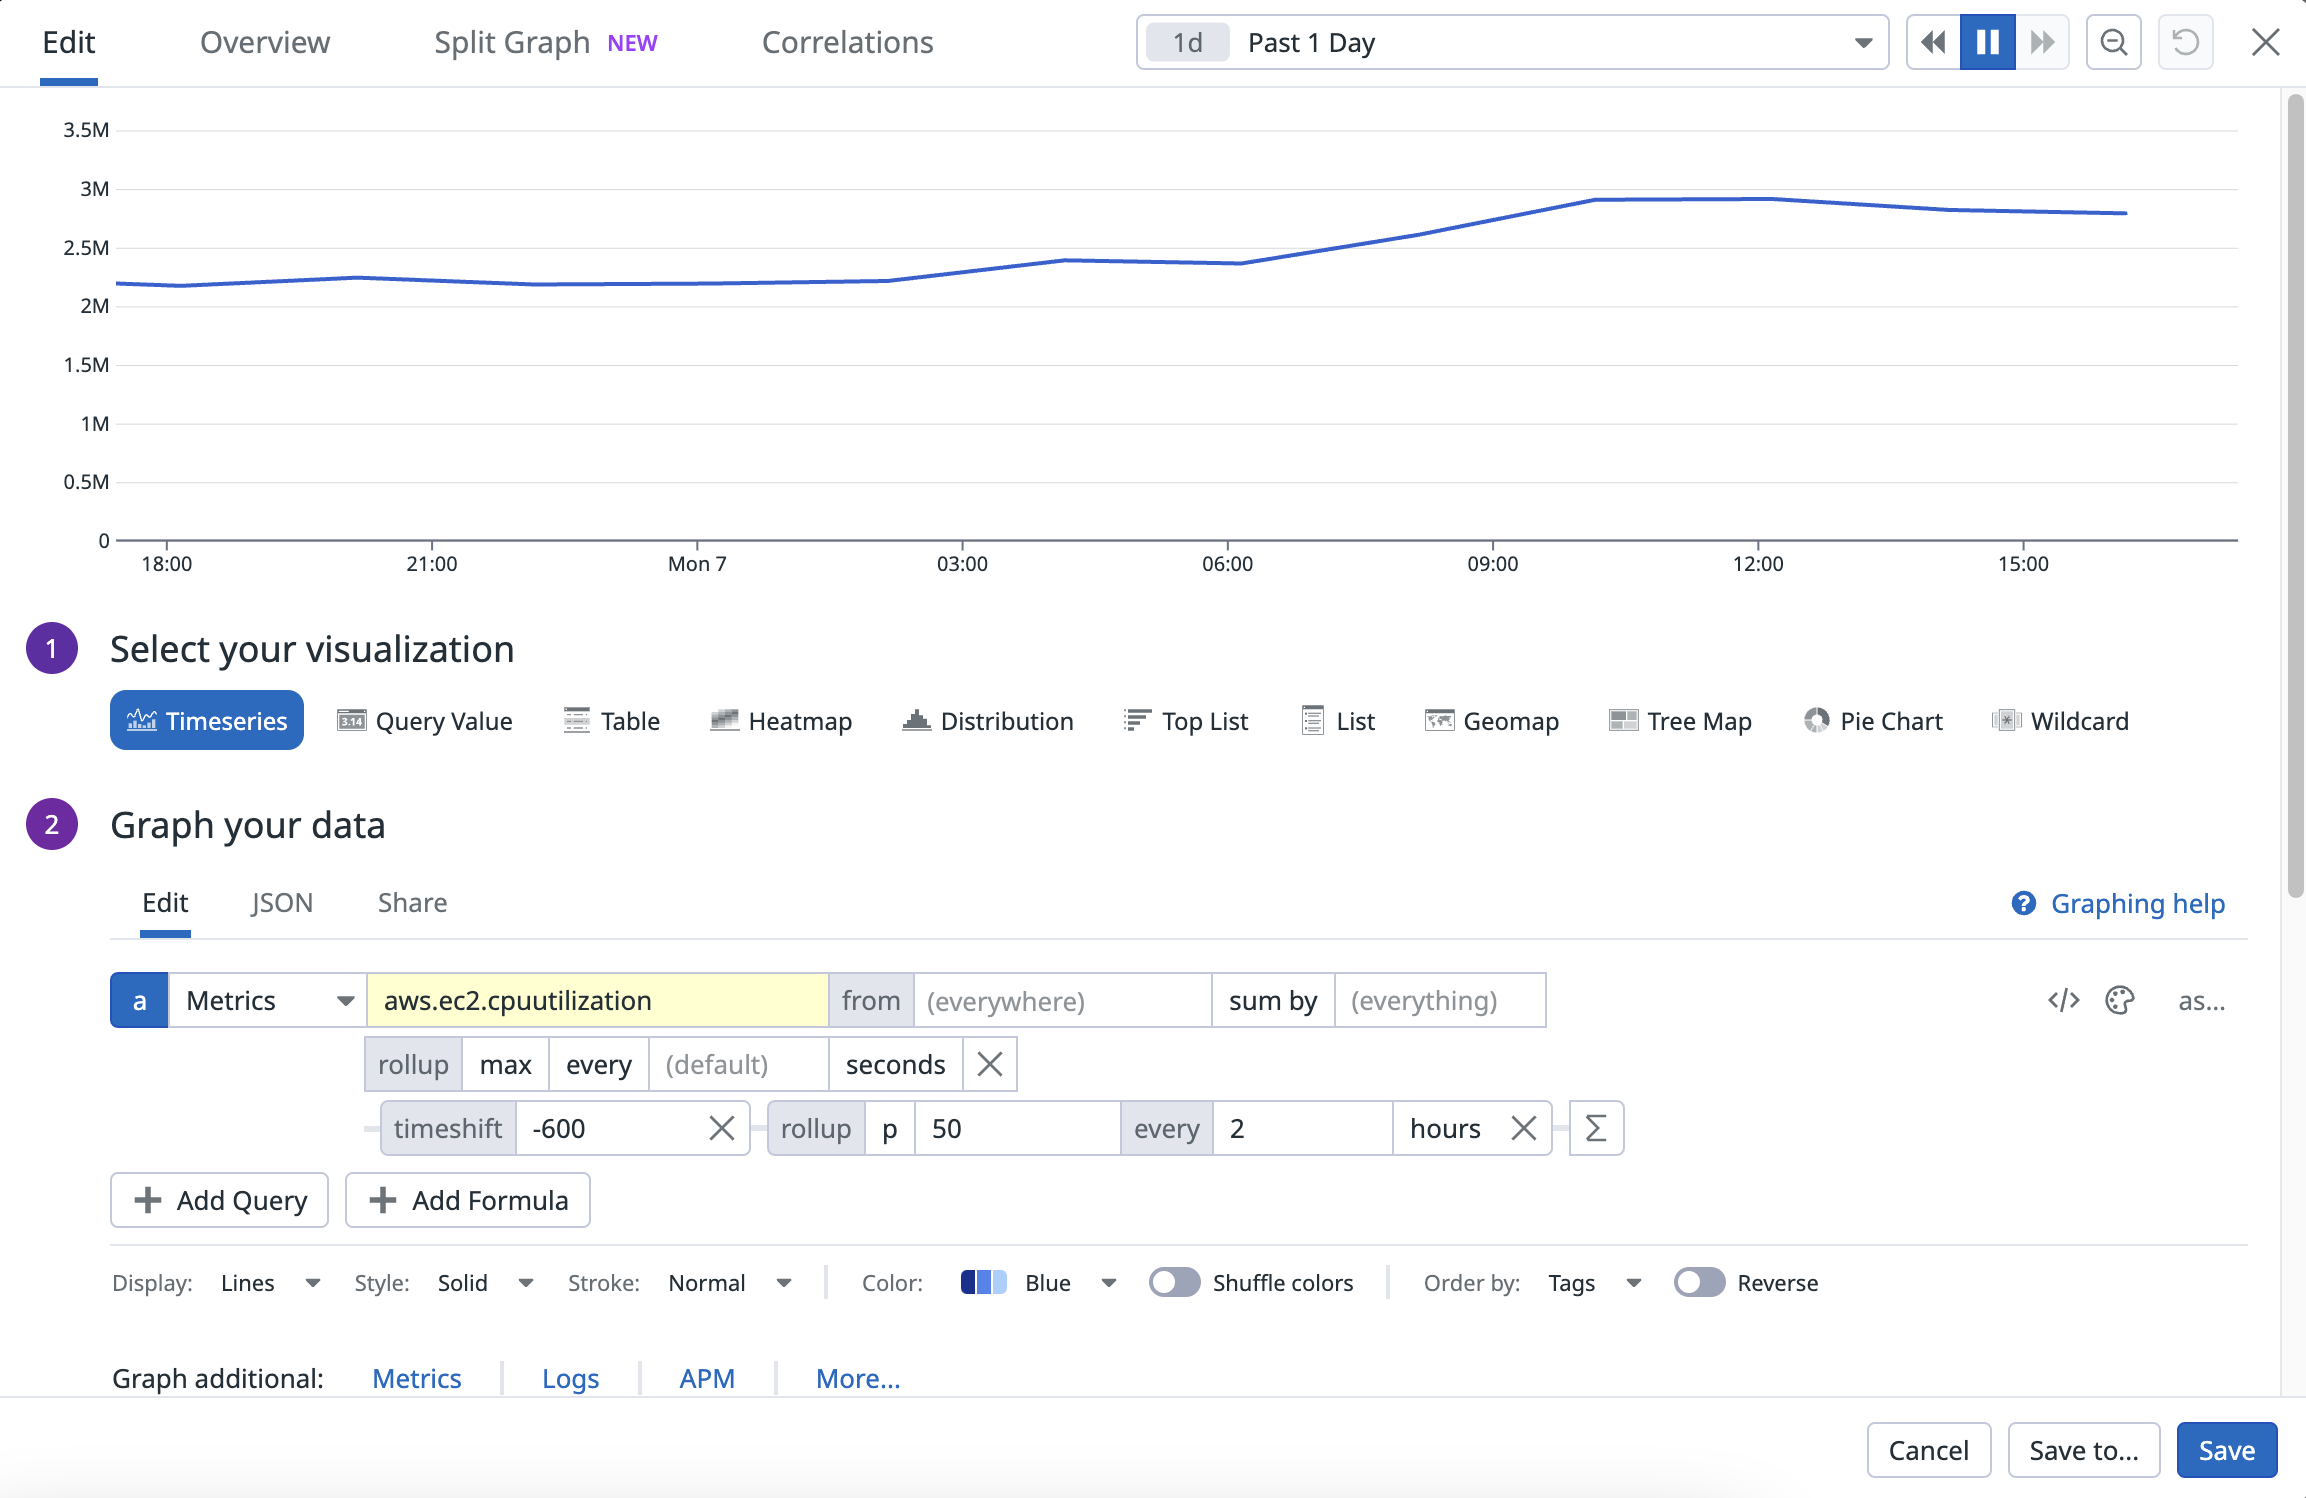 Edit Overview Split Graph NEW Correlations 1d Past 1 Day
3.5M
3M
2.5M
2M
1.5M
1M
0.5M
0
18:00 21:00 Mon 7 03:00 06:00 09:00 12:00 15:00
1 Select your visualization
Timeseries 3.14 Query Value Table Heatmap Distribution Top List List Geomap Tree Map Pie Chart Wildcard
2 Graph your data
Edit JSON Share ? Graphing help
a Metrics aws.ec2.cpuutilization from (everywhere) sum by (everything) </> as...
rollup max every (default) seconds
timeshift -600 rollup p 50 every 2 hours Σ
+ Add Query + Add Formula
Display: Lines Style: Solid Stroke: Normal Color: Blue Shuffle colors Order by: Tags Reverse
Graph additional: Metrics Logs APM More...
Cancel Save to... Save